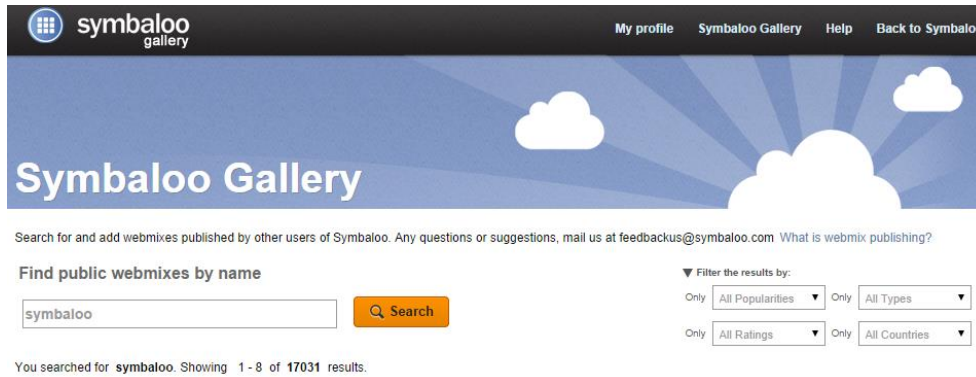 symbaloo
gallery
My profile Symbaloo Gallery Help Back to Symbaloo
Symbaloo Gallery
Search for and add webmixes published by other users of Symbaloo. Any questions or suggestions, mail us at feedbackus@symbaloo.com What is webmix publishing?
Find public webmixes by name
▼ Filter the results by:
symbaloo Search
Only All Popularities ▼ Only All Types ▼
Only All Ratings ▼ Only All Countries ▼
You searched for symbaloo. Showing 1 - 8 of 17031 results.